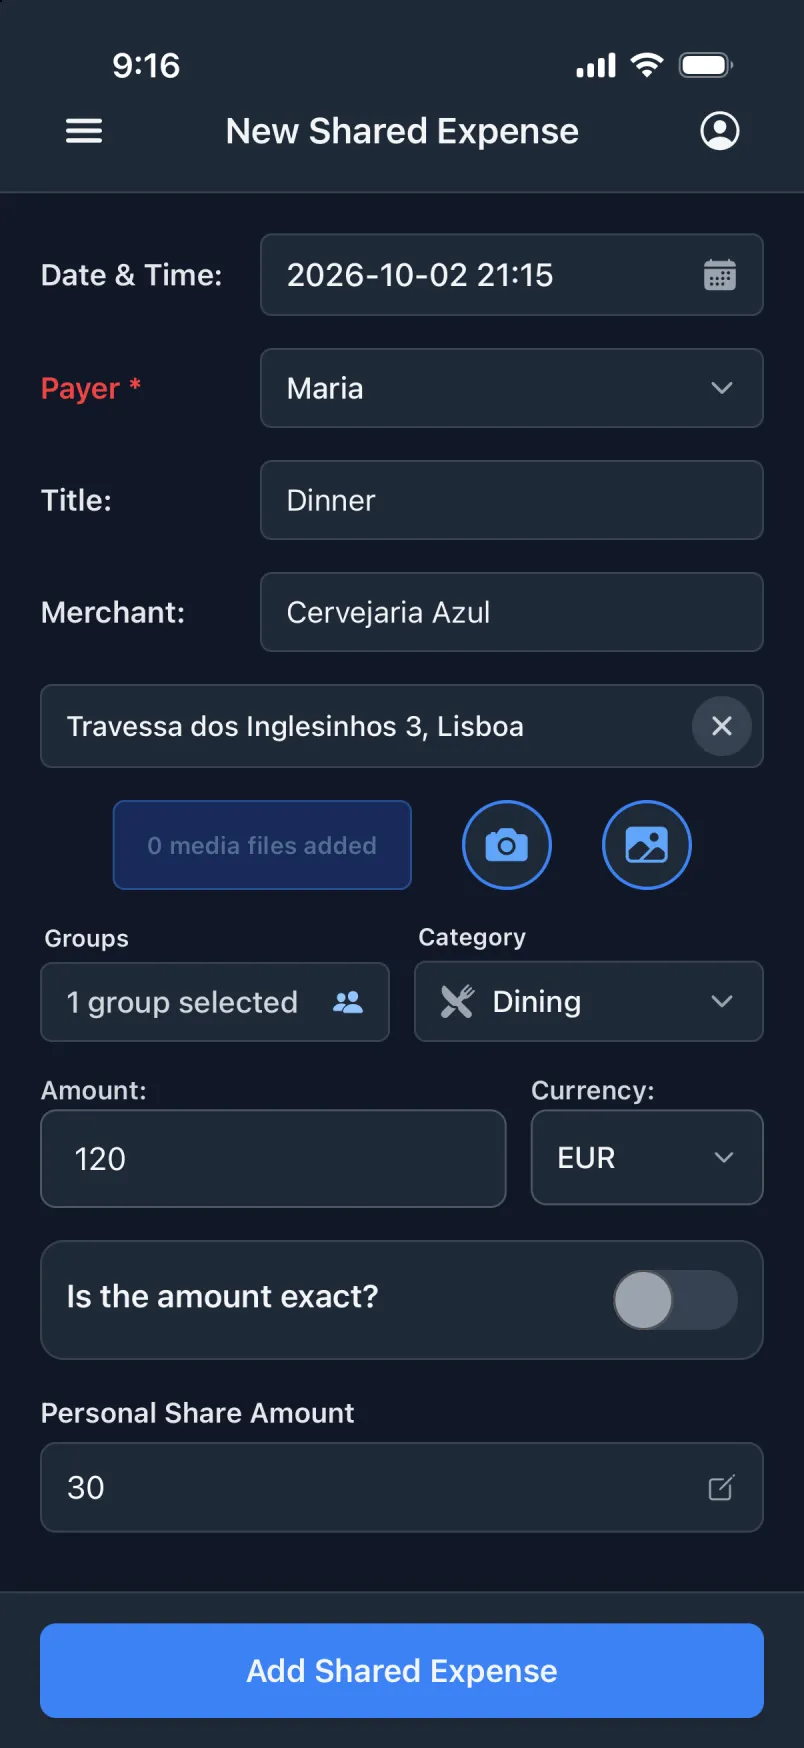 9:16
New Shared Expense
Date & Time: 2026-10-02 21:15
Payer * Maria
Title: Dinner
Merchant: Cervejaria Azul
Travessa dos Inglesinhos 3, Lisboa
0 media files added
Groups Category
1 group selected Dining
Amount: Currency:
120 EUR
Is the amount exact?
Personal Share Amount
30
Add Shared Expense